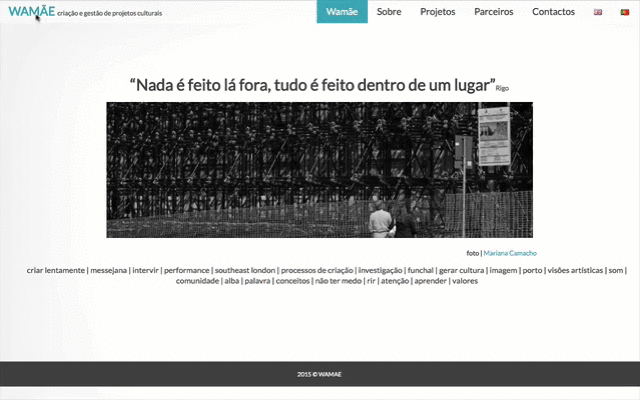 WAMÃE criação e gestão de projetos culturais
Wamãe Sobre Projetos Parceiros Contactos
“Nada é feito lá fora, tudo é feito dentro de um lugar” Rigo
foto | Mariana Camacho
criar lentamente | messejana | intervir | performance | southeast london | processos de criação | investigação | funchal | gerar cultura | imagem | porto | visões artísticas | som |
comunidade | alba | palavra | conceitos | não ter medo | rir | atenção | aprender | valores
2015 © WAMAE